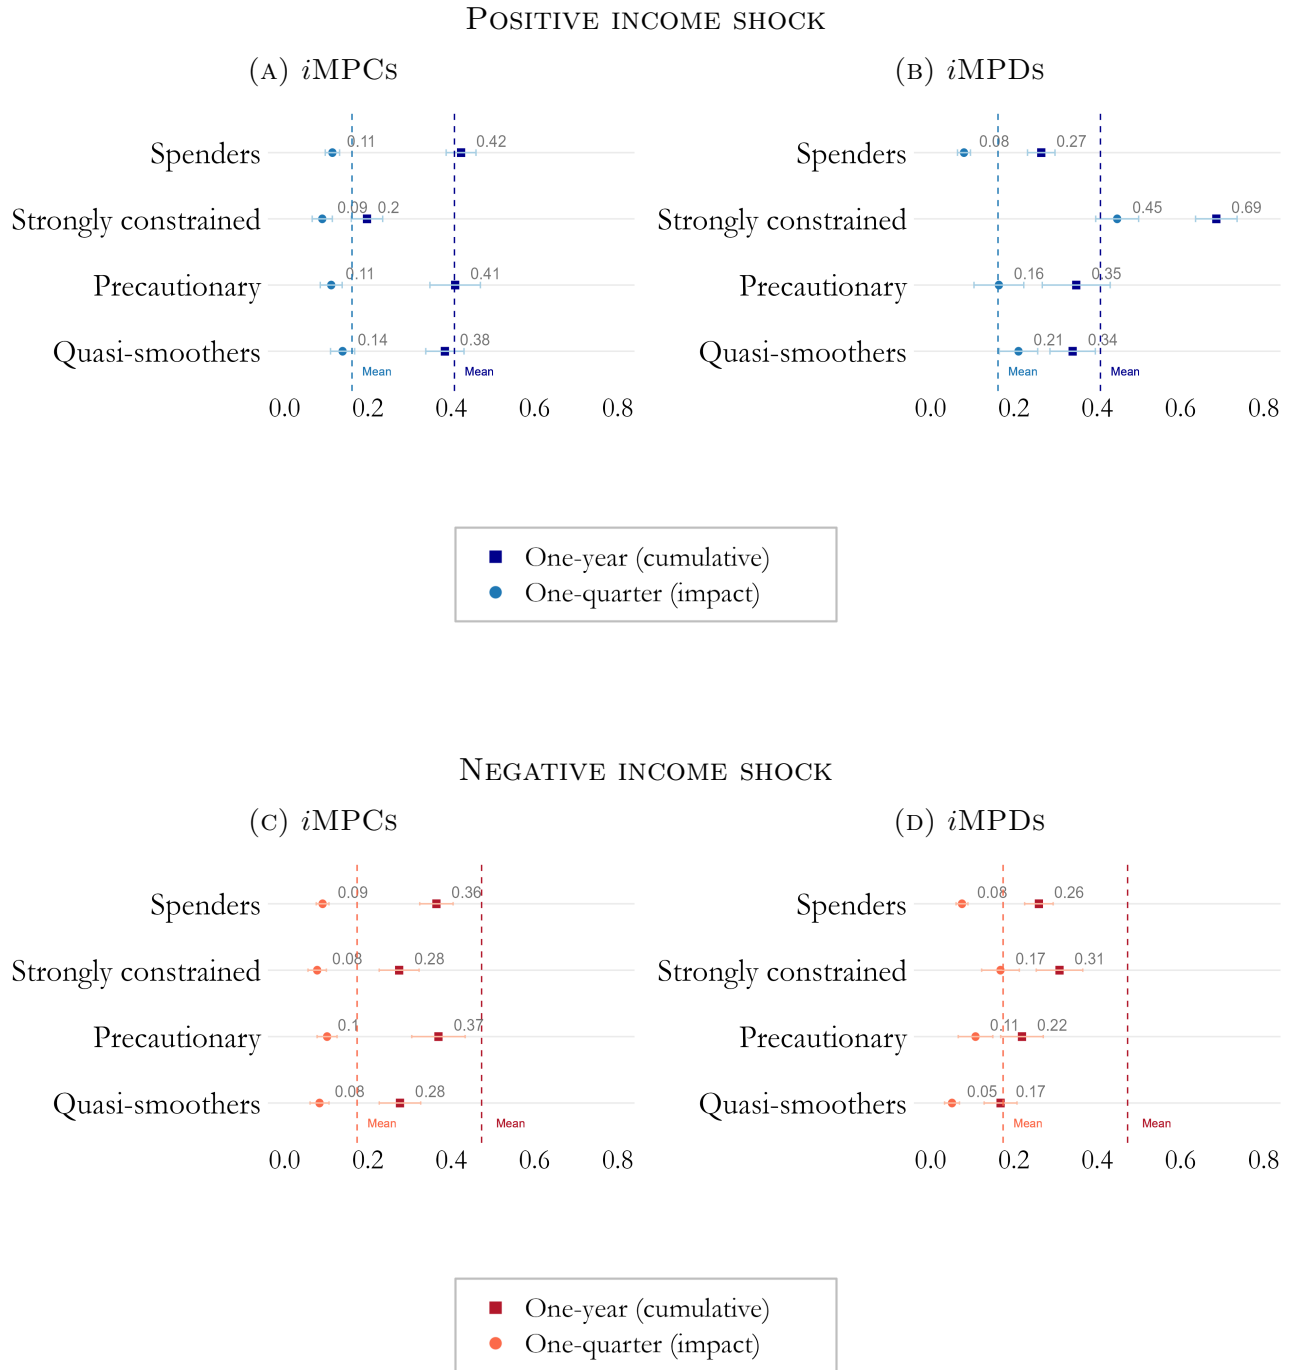 Positive income shock
(a) iMPCs
Spenders
0.11
0.42
Strongly constrained
0.09
0.2
Precautionary
0.11
0.41
Quasi-smoothers
0.14
0.38
Mean
Mean
0.0 0.2 0.4 0.6 0.8
(b) iMPDs
Spenders
0.08
0.27
Strongly constrained
0.45
0.69
Precautionary
0.16
0.35
Quasi-smoothers
0.21
0.34
Mean
Mean
0.0 0.2 0.4 0.6 0.8
One-year (cumulative)
One-quarter (impact)
Negative income shock
(c) iMPCs
Spenders
0.09
0.36
Strongly constrained
0.08
0.28
Precautionary
0.1
0.37
Quasi-smoothers
0.08
0.28
Mean
Mean
0.0 0.2 0.4 0.6 0.8
(d) iMPDs
Spenders
0.08
0.26
Strongly constrained
0.17
0.31
Precautionary
0.11
0.22
Quasi-smoothers
0.05
0.17
Mean
Mean
0.0 0.2 0.4 0.6 0.8
One-year (cumulative)
One-quarter (impact)